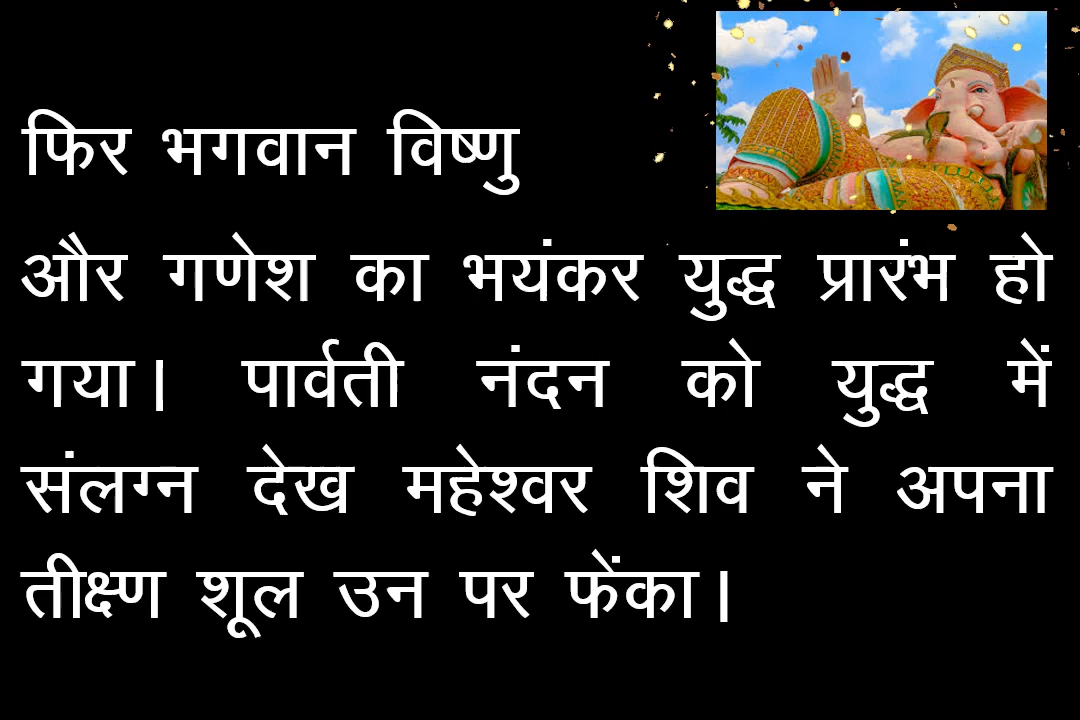 फिर भगवान विष्णु
और गणेश का भयंकर युद्ध प्रारंभ हो
गया। पार्वती नंदन को युद्ध में
संलग्न देख महेश्वर शिव ने अपना
तीक्ष्ण शूल उन पर फेंका।